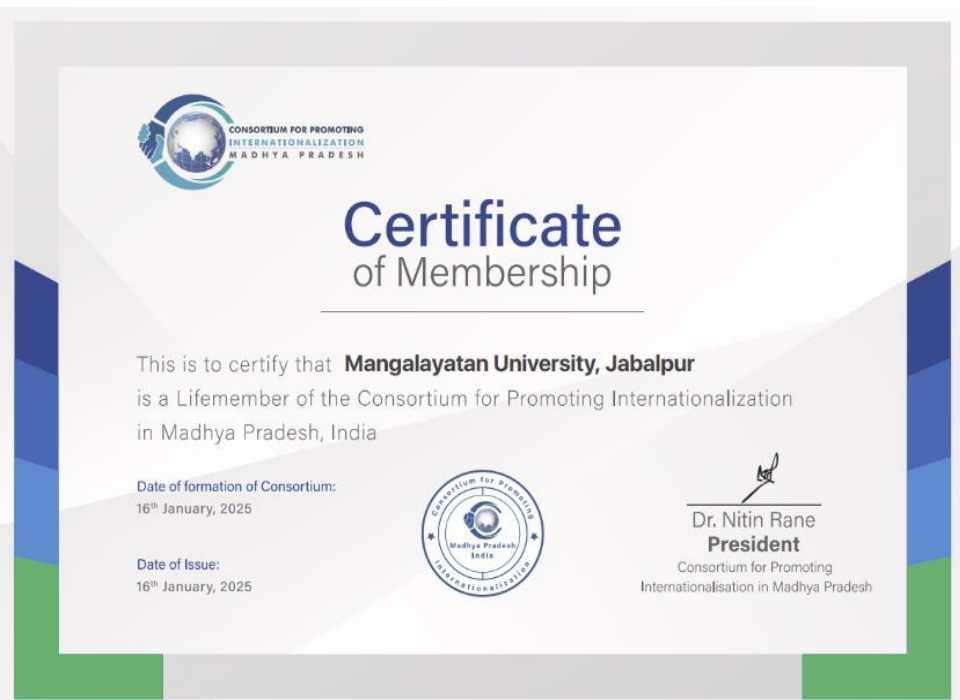 CONSORTIUM FOR PROMOTING
INTERNATIONALIZATION
MADHYA PRADESH
Certificate
of Membership
This is to certify that Mangalayatan University, Jabalpur
is a Lifemember of the Consortium for Promoting Internationalization
in Madhya Pradesh, India
Date of formation of Consortium:
16th January, 2025
Date of Issue:
16th January, 2025
Consortium for Promoting
Madhya Pradesh
India
Internationalization
Dr. Nitin Rane
President
Consortium for Promoting
Internationalisation in Madhya Pradesh